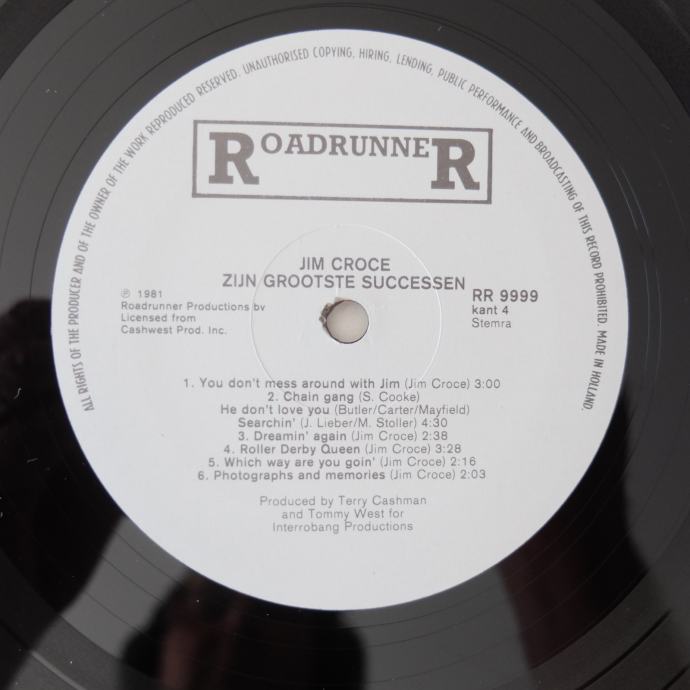 ALL RIGHTS OF THE PRODUCER AND OF THE OWNER OF THE WORK REPRODUCED RESERVED. UNAUTHORISED COPYING, HIRING, LENDING, PUBLIC PERFORMANCE AND BROADCASTING OF THIS RECORD PROHIBITED. MADE IN HOLLAND.
ROADRUNNER
JIM CROCE
ZIJN GROOTSTE SUCCESSEN
℗ 1981
Roadrunner Productions bv
Licensed from
Cashwest Prod. Inc.
RR 9999
kant 4
Stemra
1. You don't mess around with Jim (Jim Croce) 3:00
2. Chain gang (S. Cooke)
He don't love you (Butler/Carter/Mayfield)
Searchin' (J. Lieber/M. Stoller) 4:30
3. Dreamin' again (Jim Croce) 2:38
4. Roller Derby Queen (Jim Croce) 3:28
5. Which way are you goin' (Jim Croce) 2:16
6. Photographs and memories (Jim Croce) 2:03
Produced by Terry Cashman
and Tommy West for
Interrobang Productions